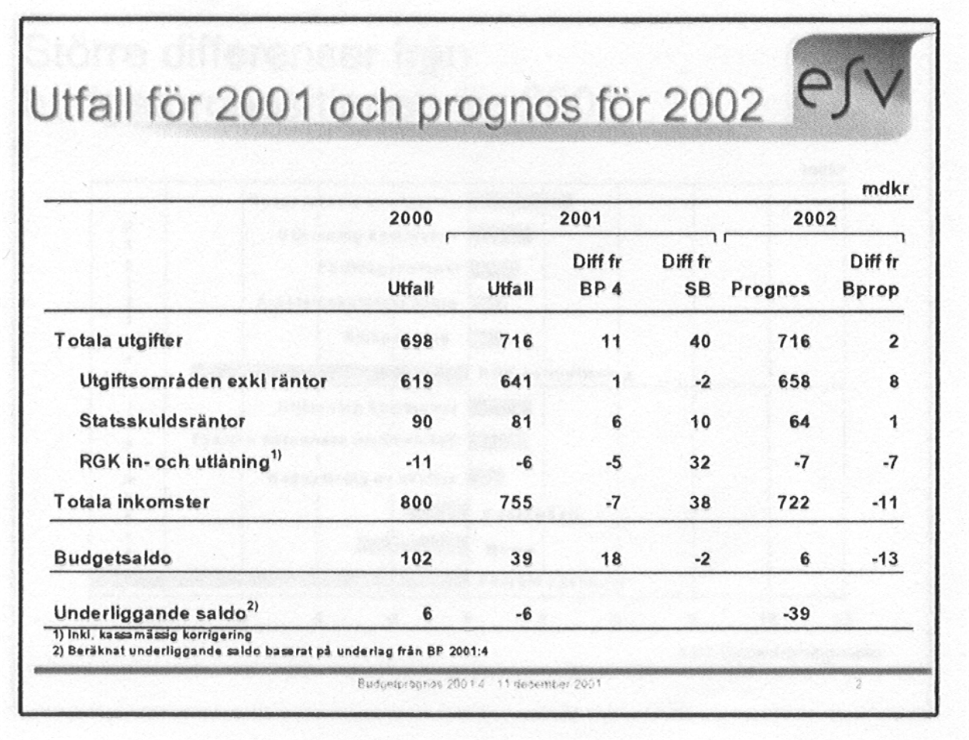 Utfall för 2001 och prognos för 2002
esv
mdkr
2000 2001 2002
Diff fr Diff fr Diff fr
Utfall Utfall BP 4 SB Prognos Bprop
Totala utgifter 698 716 11 40 716 2
Utgiftsområden exkl räntor 619 641 1 -2 658 8
Statsskuldsräntor 90 81 6 10 64 1
RGK in- och utlåning1) -11 -6 -5 32 -7 -7
Totala inkomster 800 755 -7 38 722 -11
Budgetsaldo 102 39 18 -2 6 -13
Underliggande saldo2) 6 -6 -39
1) Inkl. kassamässig korrigering
2) Beräknat underliggande saldo baserat på underlag från BP 2001:4
Budgetprognos 2001:4 11 december 2001 2